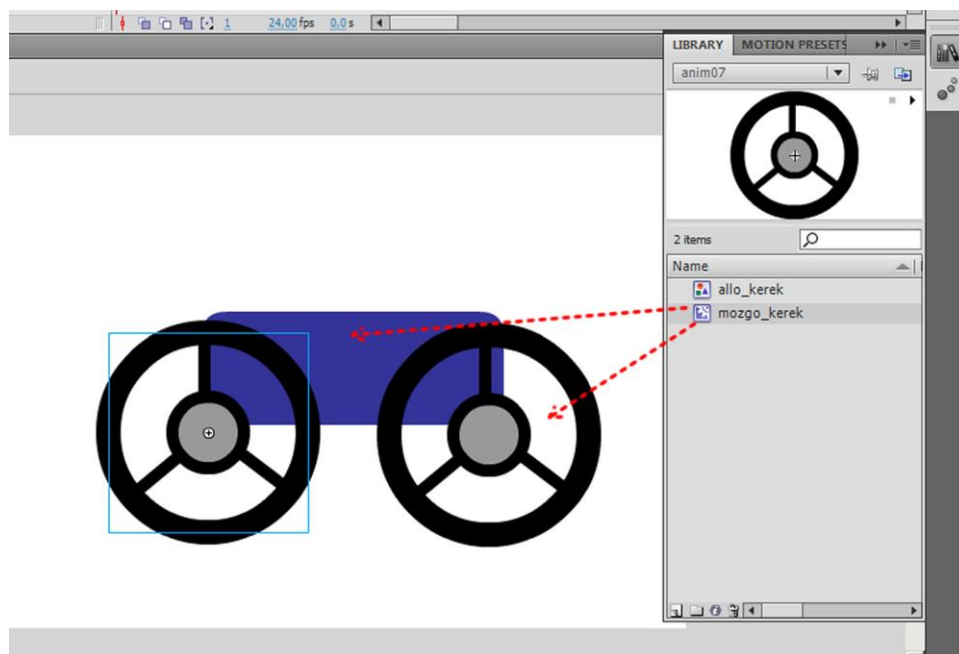 1 24,00 fps 0,0 s
LIBRARY MOTION PRESETS
anim07
2 items
Name
allo_kerek
mozgo_kerek